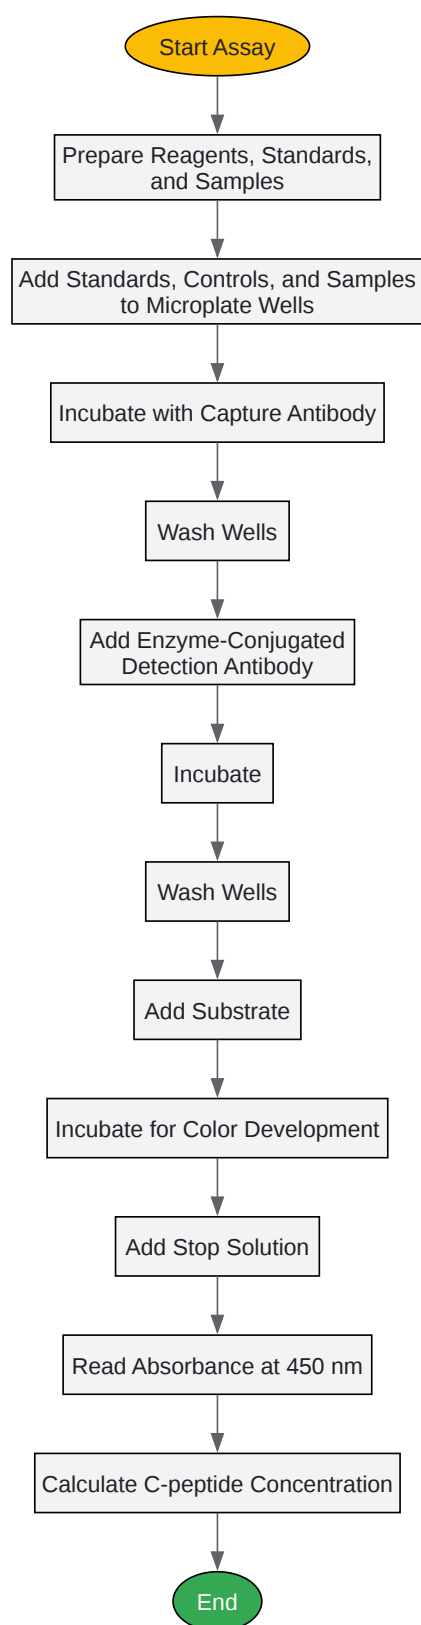 Start Assay
Prepare Reagents, Standards,
and Samples
Add Standards, Controls, and Samples
to Microplate Wells
Incubate with Capture Antibody
Wash Wells
Add Enzyme-Conjugated
Detection Antibody
Incubate
Wash Wells
Add Substrate
Incubate for Color Development
Add Stop Solution
Read Absorbance at 450 nm
Calculate C-peptide Concentration
End